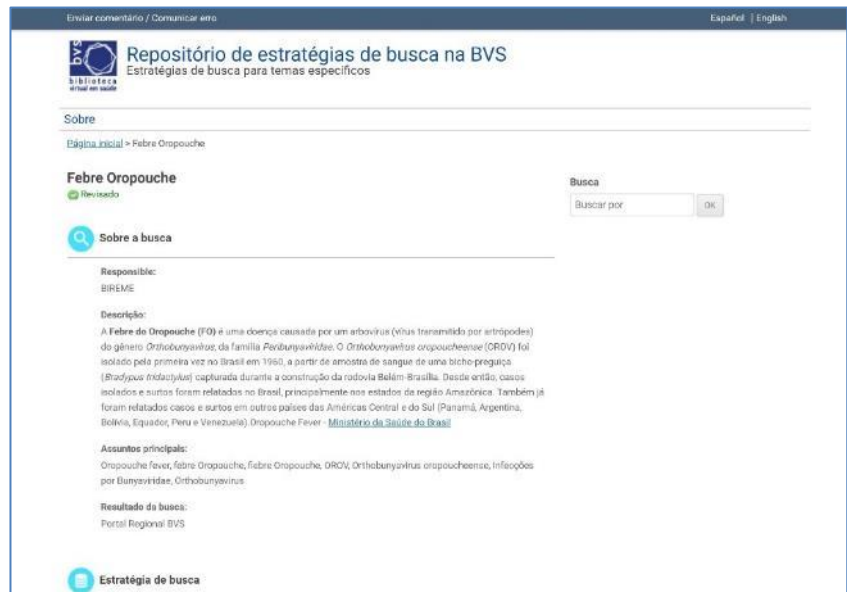 Enviar comentário / Comunicar erro
Español | English
bvs
biblioteca
virtual em saúde
Repositório de estratégias de busca na BVS
Estratégias de busca para temas específicos
Sobre
Página inicial > Febre Oropouche
Febre Oropouche
Revisado
Busca
Buscar por
OK
Sobre a busca
Responsible:
BIREME
Descrição:
A Febre do Oropouche (FO) é uma doença causada por um arbovírus (vírus transmitido por artrópodes)
do gênero Orthobunyavirus, da família Peribunyaviridae. O Orthobunyavirus oropoucheense (OROV) foi
isolado pela primeira vez no Brasil em 1960, a partir de amostra de sangue de uma bicho-preguiça
(Bradypus tridactylus) capturada durante a construção da rodovia Belém-Brasília. Desde então, casos
isolados e surtos foram relatados no Brasil, principalmente nos estados da região Amazônica. Também já
foram relatados casos e surtos em outros países das Américas Central e do Sul (Panamá, Argentina,
Bolívia, Equador, Peru e Venezuela).Oropouche Fever - Ministério da Saúde do Brasil
Assuntos principais:
Oropouche fever, febre Oropouche, fiebre Oropouche, OROV, Orthobunyavirus oropoucheense, Infecções
por Bunyaviridae, Orthobunyavirus
Resultado da busca:
Portal Regional BVS
Estratégia de busca